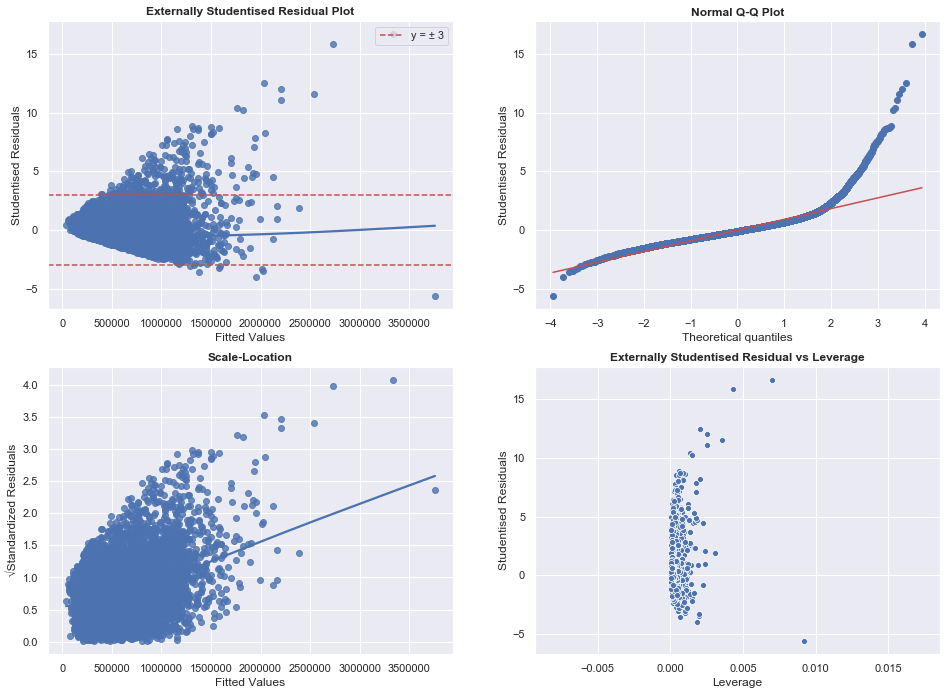 Externally Studentised Residual Plot
y = ± 3
15
10
5
0
−5
Studentised Residuals
0 500000 1000000 1500000 2000000 2500000 3000000 3500000
Fitted Values
Normal Q-Q Plot
15
10
5
0
−5
Studentised Residuals
−4 −3 −2 −1 0 1 2 3 4
Theoretical quantiles
Scale-Location
4.0
3.5
3.0
2.5
2.0
1.5
1.0
0.5
0.0
√Standardized Residuals
0 500000 1000000 1500000 2000000 2500000 3000000 3500000
Fitted Values
Externally Studentised Residual vs Leverage
15
10
5
0
−5
Studentised Residuals
−0.005 0.000 0.005 0.010 0.015
Leverage